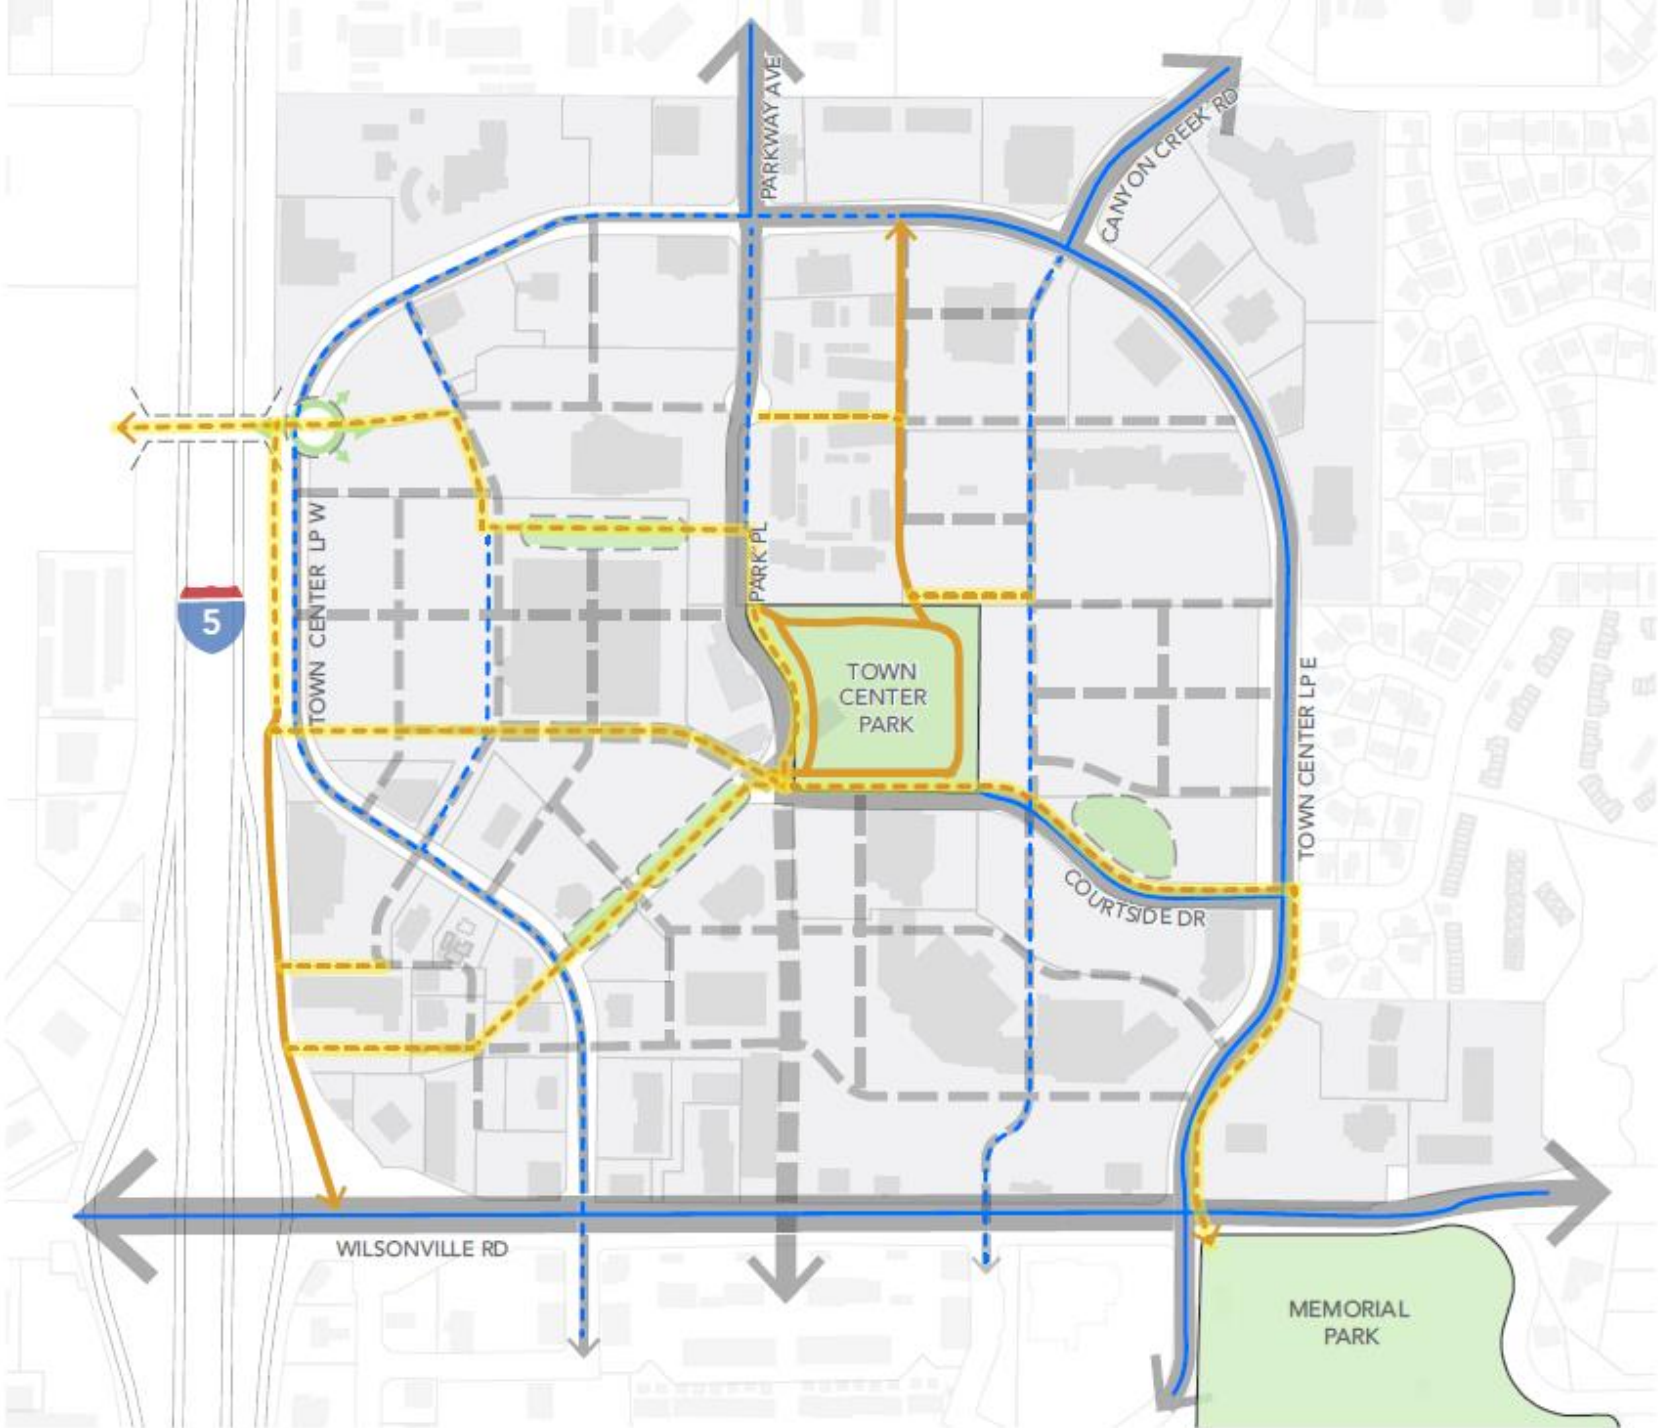 PARKWAY AVE
CANYON CREEK RD
TOWN CENTER LP W
PARK PL
5
TOWN
CENTER
PARK
TOWN CENTER LP E
COURTSIDE DR
WILSONVILLE RD
MEMORIAL
PARK